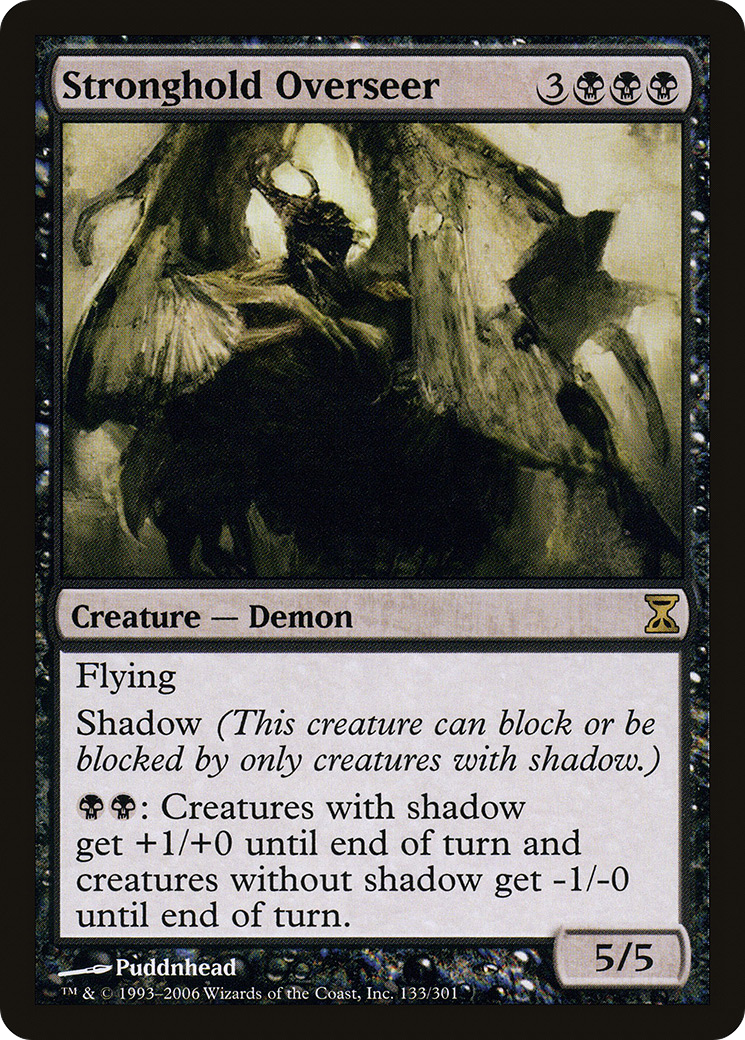 Stronghold Overseer 3
Creature — Demon
Flying
Shadow (This creature can block or be
blocked by only creatures with shadow.)
: Creatures with shadow
get +1/+0 until end of turn and
creatures without shadow get -1/-0
until end of turn.
5/5
Puddnhead
™ & © 1993–2006 Wizards of the Coast, Inc. 133/301